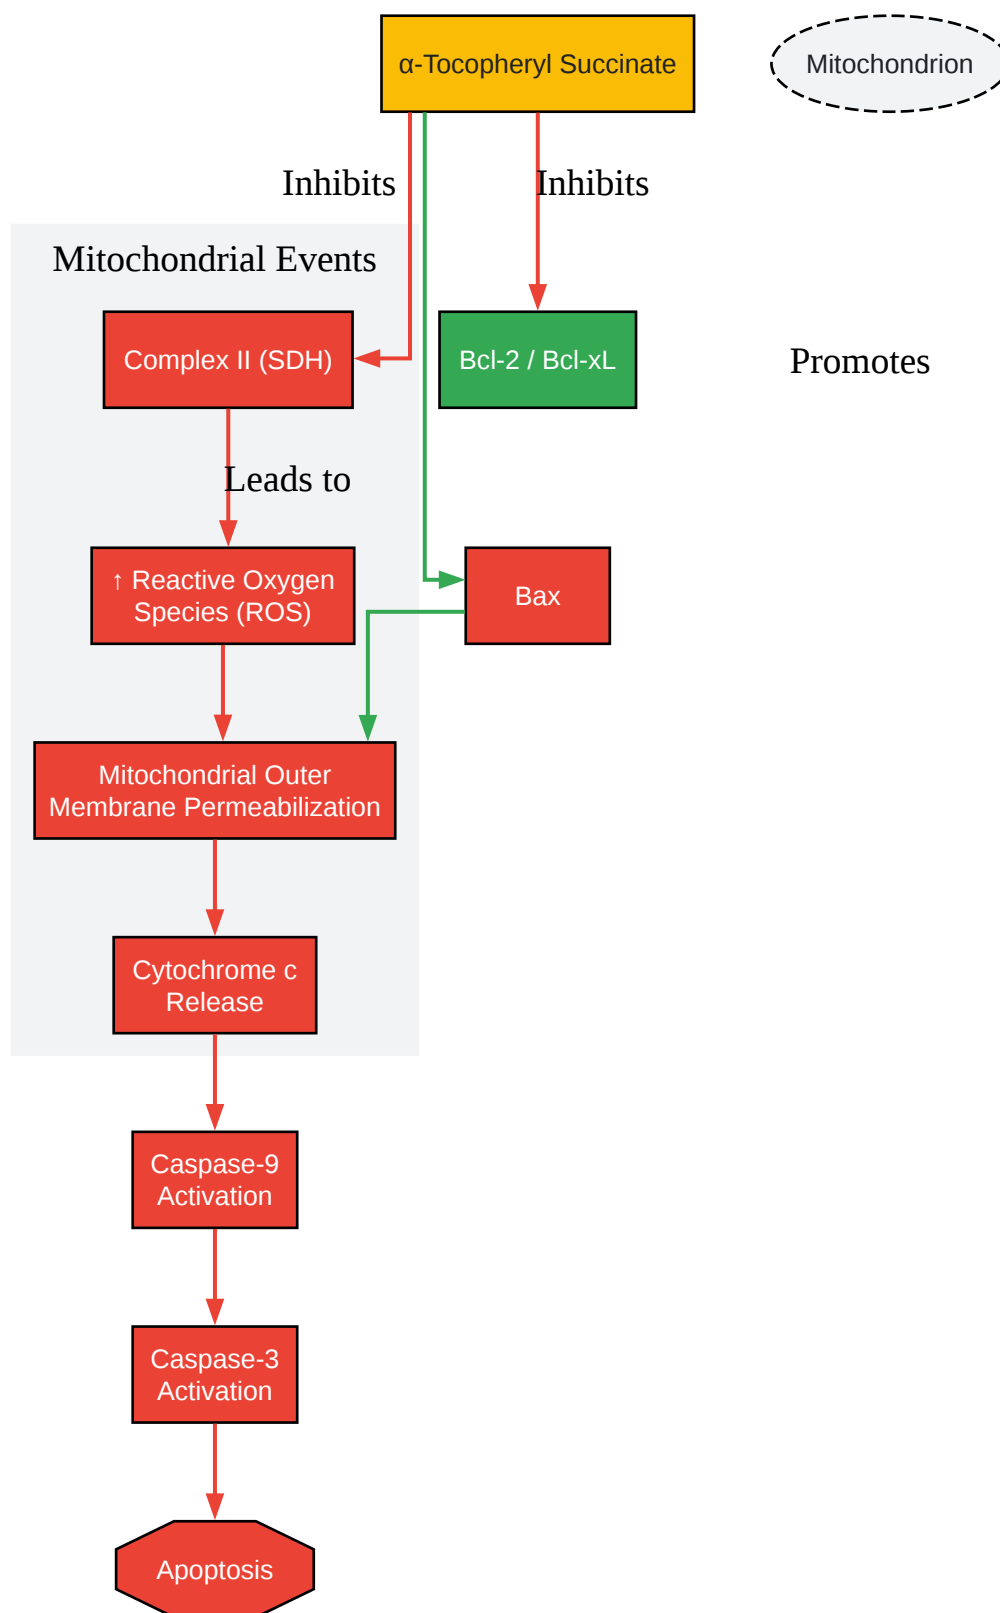 α-Tocopheryl Succinate
Mitochondrion
Inhibits
Inhibits
Mitochondrial Events
Complex II (SDH)
Bcl-2 / Bcl-xL
Promotes
Leads to
↑ Reactive Oxygen
Species (ROS)
Bax
Mitochondrial Outer
Membrane Permeabilization
Cytochrome c
Release
Caspase-9
Activation
Caspase-3
Activation
Apoptosis